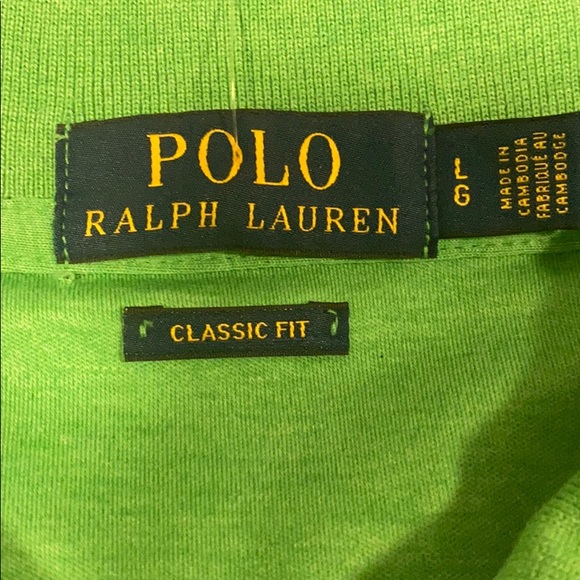 POLO
RALPH LAUREN
L
G
MADE IN
CAMBODIA
FABRIQUÉ AU
CAMBODGE
CLASSIC FIT